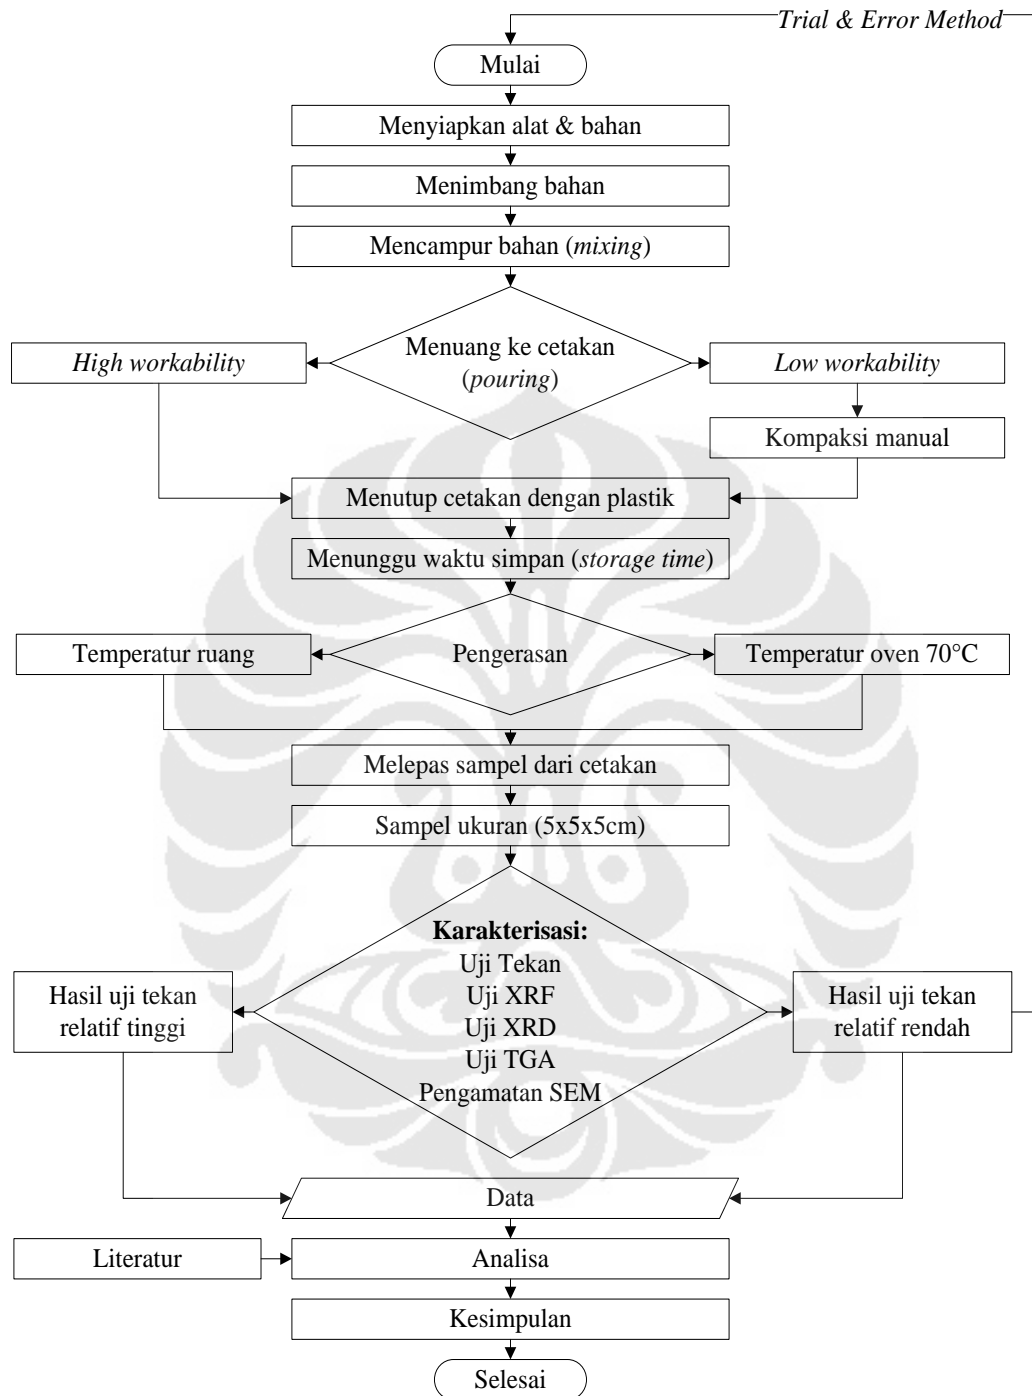 Trial & Error Method
Mulai
Menyiapkan alat & bahan
Menimbang bahan
Mencampur bahan (mixing)
Menuang ke cetakan
(pouring)
High workability
Low workability
Kompaksi manual
Menutup cetakan dengan plastik
Menunggu waktu simpan (storage time)
Temperatur ruang
Pengerasan
Temperatur oven 70°C
Melepas sampel dari cetakan
Sampel ukuran (5x5x5cm)
Karakterisasi:
Uji Tekan
Uji XRF
Uji XRD
Uji TGA
Pengamatan SEM
Hasil uji tekan
relatif tinggi
Hasil uji tekan
relatif rendah
Data
Literatur
Analisa
Kesimpulan
Selesai